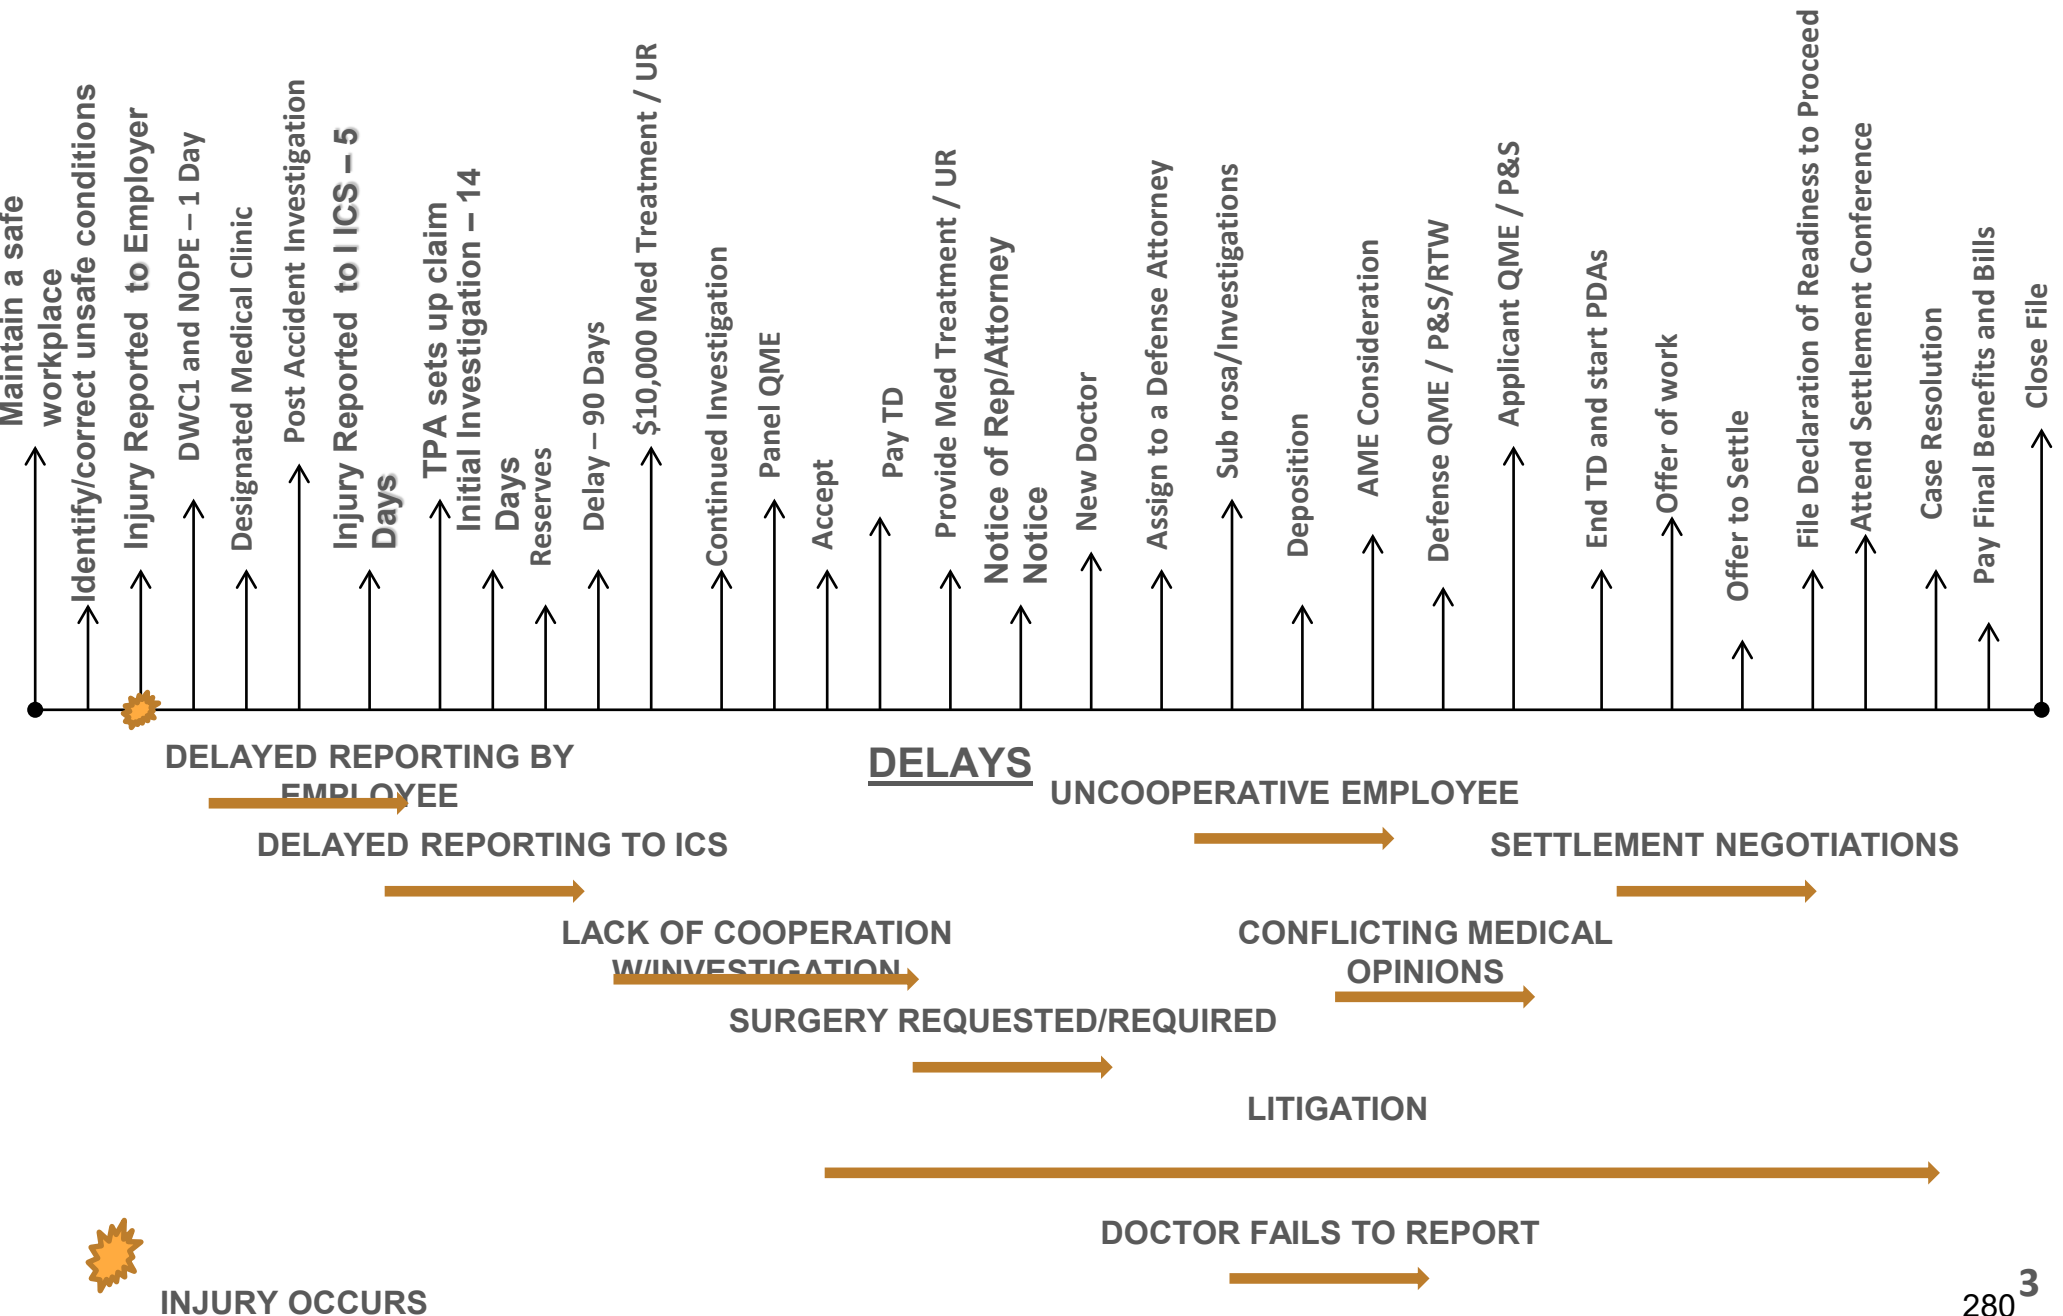 Maintain a safe
workplace
Identify/correct unsafe conditions
Injury Reported to Employer
DWC1 and NOPE – 1 Day
Designated Medical Clinic
Post Accident Investigation
Injury Reported to I ICS – 5
Days
TPA sets up claim
Initial Investigation – 14
Days
Reserves
Delay – 90 Days
$10,000 Med Treatment / UR
Continued Investigation
Panel QME
Accept
Pay TD
Provide Med Treatment / UR
Notice of Rep/Attorney
Notice
New Doctor
Assign to a Defense Attorney
Sub rosa/Investigations
Deposition
AME Consideration
Defense QME / P&S/RTW
Applicant QME / P&S
End TD and start PDAs
Offer of work
Offer to Settle
File Declaration of Readiness to Proceed
Attend Settlement Conference
Case Resolution
Pay Final Benefits and Bills
Close File
DELAYED REPORTING BY
EMPLOYEE
DELAYS
UNCOOPERATIVE EMPLOYEE
DELAYED REPORTING TO ICS
SETTLEMENT NEGOTIATIONS
LACK OF COOPERATION
W/INVESTIGATION
CONFLICTING MEDICAL
OPINIONS
SURGERY REQUESTED/REQUIRED
LITIGATION
DOCTOR FAILS TO REPORT
INJURY OCCURS
3
280